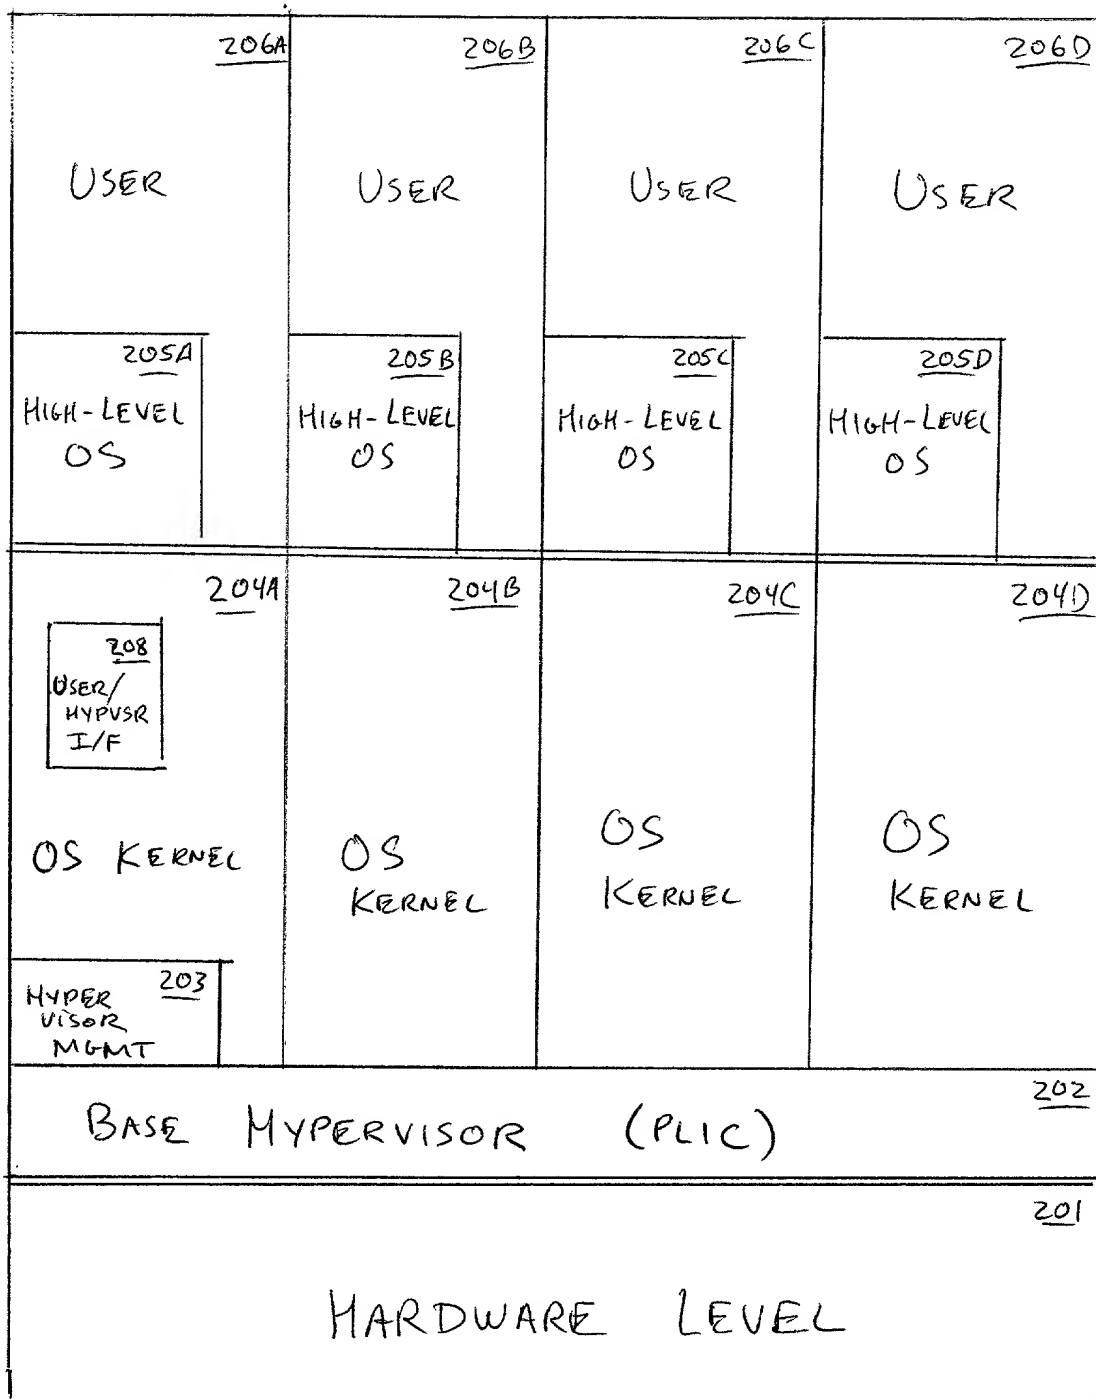 206A
206B
206C
206D
USER
USER
USER
USER
205A
205B
205C
205D
HIGH-LEVEL
OS
HIGH-LEVEL
OS
HIGH-LEVEL
OS
HIGH-LEVEL
OS
204A
204B
204C
204D
208
USER/
HYPVSR
I/F
OS KERNEL
OS
KERNEL
OS
KERNEL
OS
KERNEL
203
HYPER
VISOR
MGMT
202
BASE HYPERVISOR (PLIC)
201
HARDWARE LEVEL